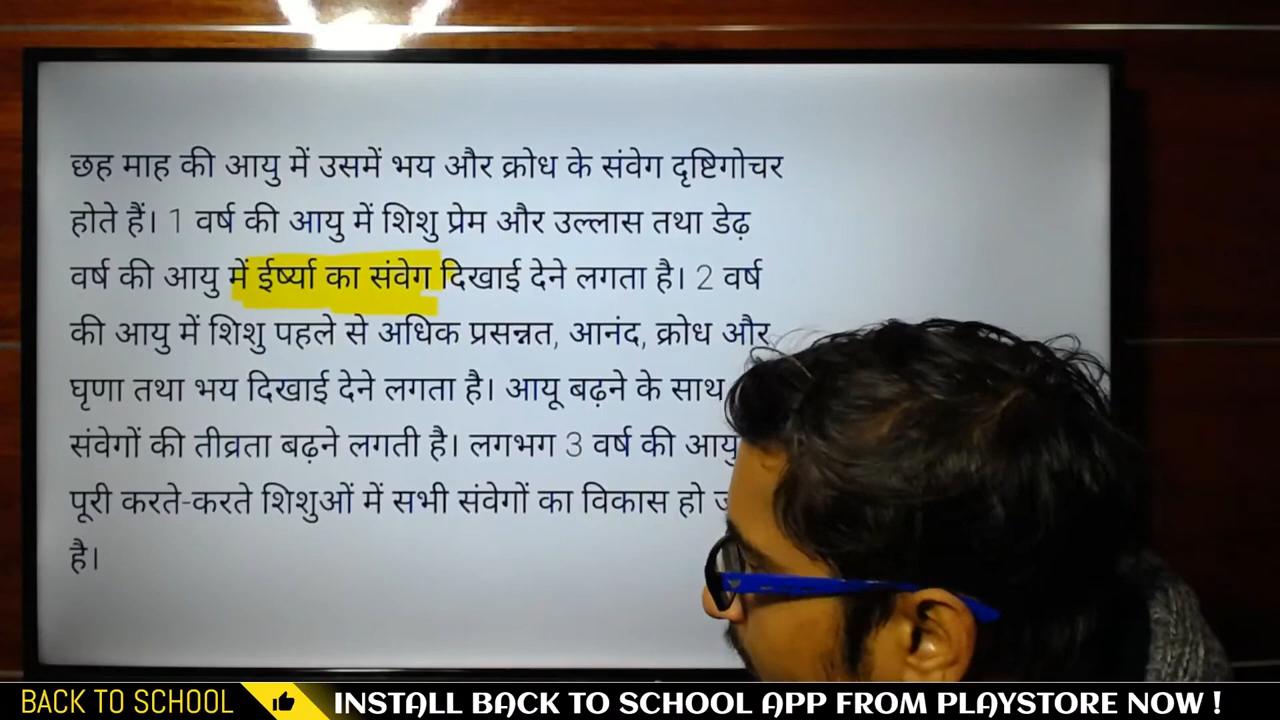 छह माह की आयु में उसमें भय और क्रोध के संवेग दृष्टिगोचर
होते हैं। 1 वर्ष की आयु में शिशु प्रेम और उल्लास तथा डेढ़
वर्ष की आयु में ईर्ष्या का संवेग दिखाई देने लगता है। 2 वर्ष
की आयु में शिशु पहले से अधिक प्रसन्नत, आनंद, क्रोध और
घृणा तथा भय दिखाई देने लगता है। आयू बढ़ने के साथ
संवेगों की तीव्रता बढ़ने लगती है। लगभग 3 वर्ष की आयु
पूरी करते-करते शिशुओं में सभी संवेगों का विकास हो
है।
BACK TO SCHOOL INSTALL BACK TO SCHOOL APP FROM PLAYSTORE NOW !